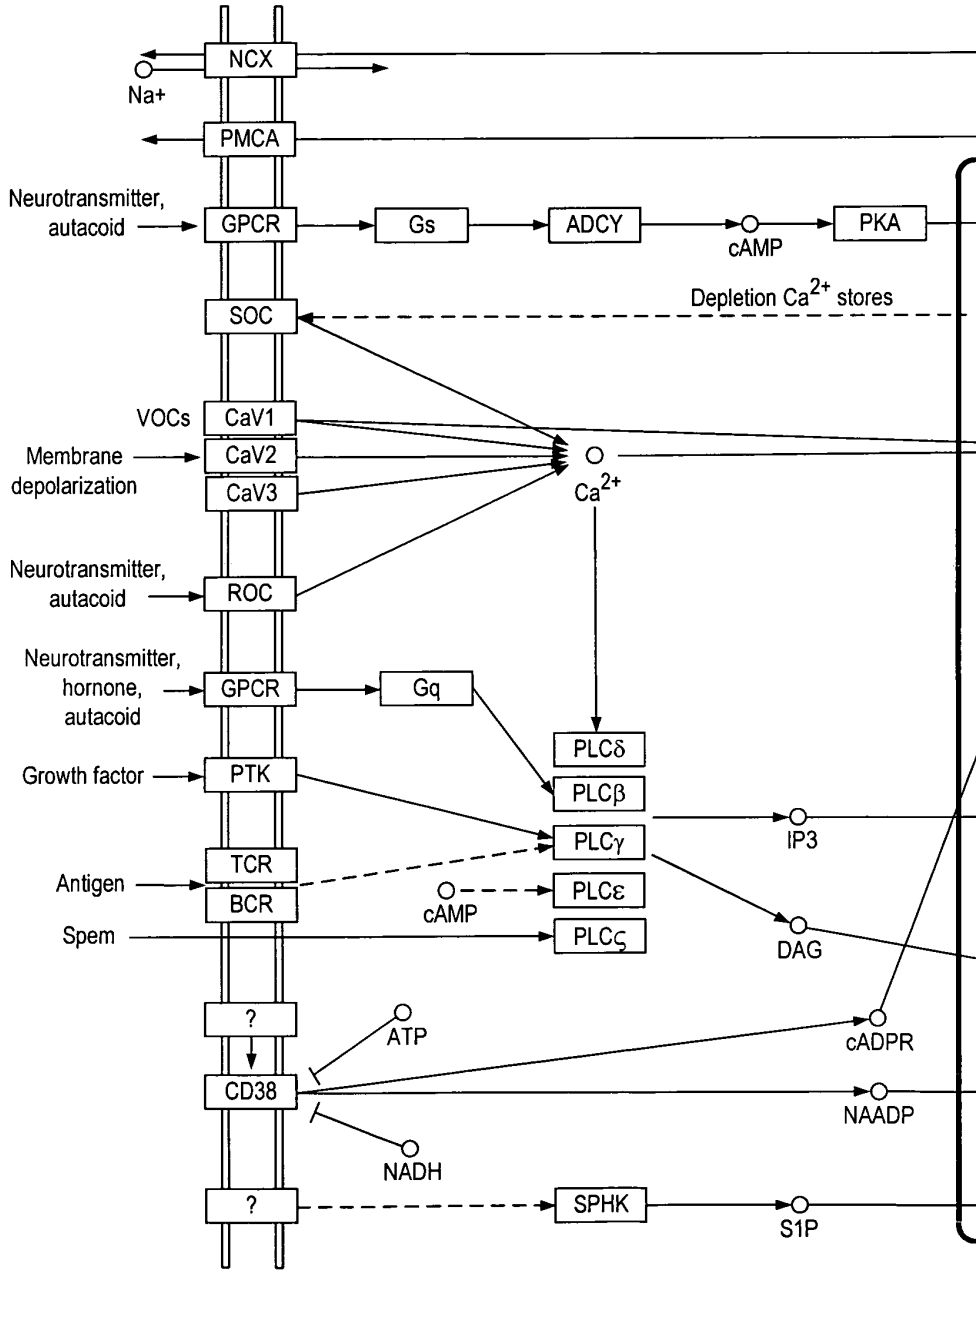 NCX
Na+
PMCA
Neurotransmitter,
autacoid
GPCR
Gs
ADCY
cAMP
PKA
Depletion Ca2+ stores
SOC
VOCs
CaV1
Membrane
depolarization
CaV2
CaV3
Ca2+
Neurotransmitter,
autacoid
ROC
Neurotransmitter,
hornone,
autacoid
GPCR
Gq
PLCδ
PLCβ
Growth factor
PTK
PLCγ
IP3
TCR
Antigen
BCR
cAMP
PLCε
Spem
PLCς
DAG
?
ATP
cADPR
CD38
NAADP
NADH
?
SPHK
S1P